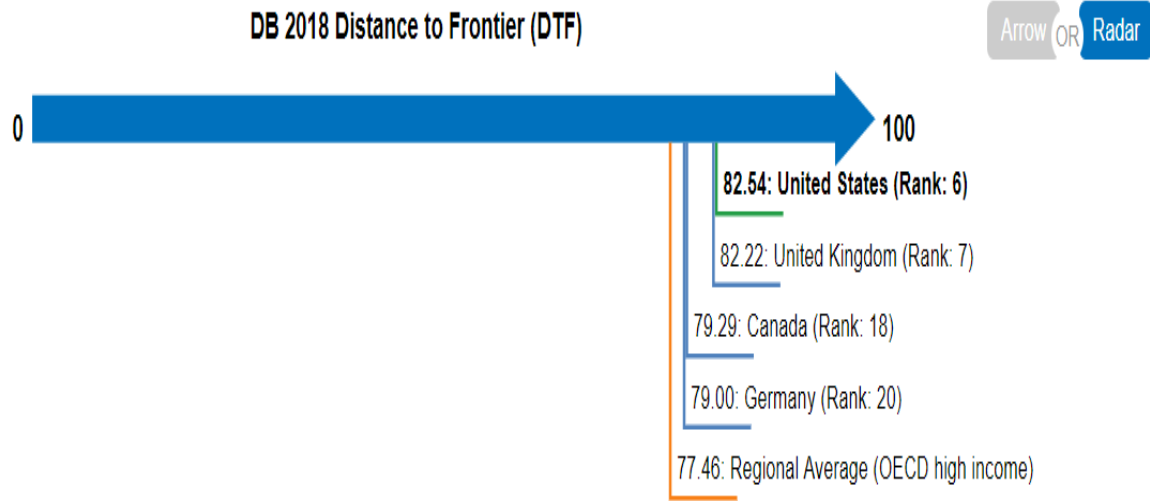 DB 2018 Distance to Frontier (DTF)
Arrow OR Radar
0
100
82.54: United States (Rank: 6)
82.22: United Kingdom (Rank: 7)
79.29: Canada (Rank: 18)
79.00: Germany (Rank: 20)
77.46: Regional Average (OECD high income)